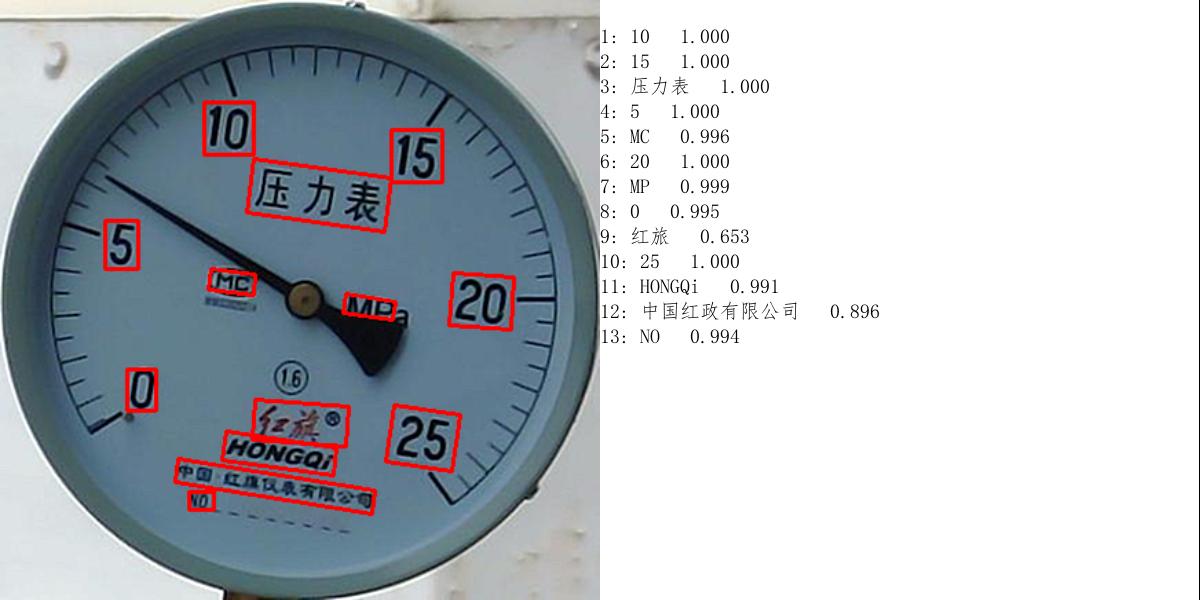 10
15
压力表
5
MC
20
MPa
0
1.6
红旗®
25
HONGQi
中国·红旗仪表有限公司
NO
1: 10 1.000
2: 15 1.000
3: 压力表 1.000
4: 5 1.000
5: MC 0.996
6: 20 1.000
7: MP 0.999
8: 0 0.995
9: 红旅 0.653
10: 25 1.000
11: HONGQi 0.991
12: 中国红政有限公司 0.896
13: NO 0.994